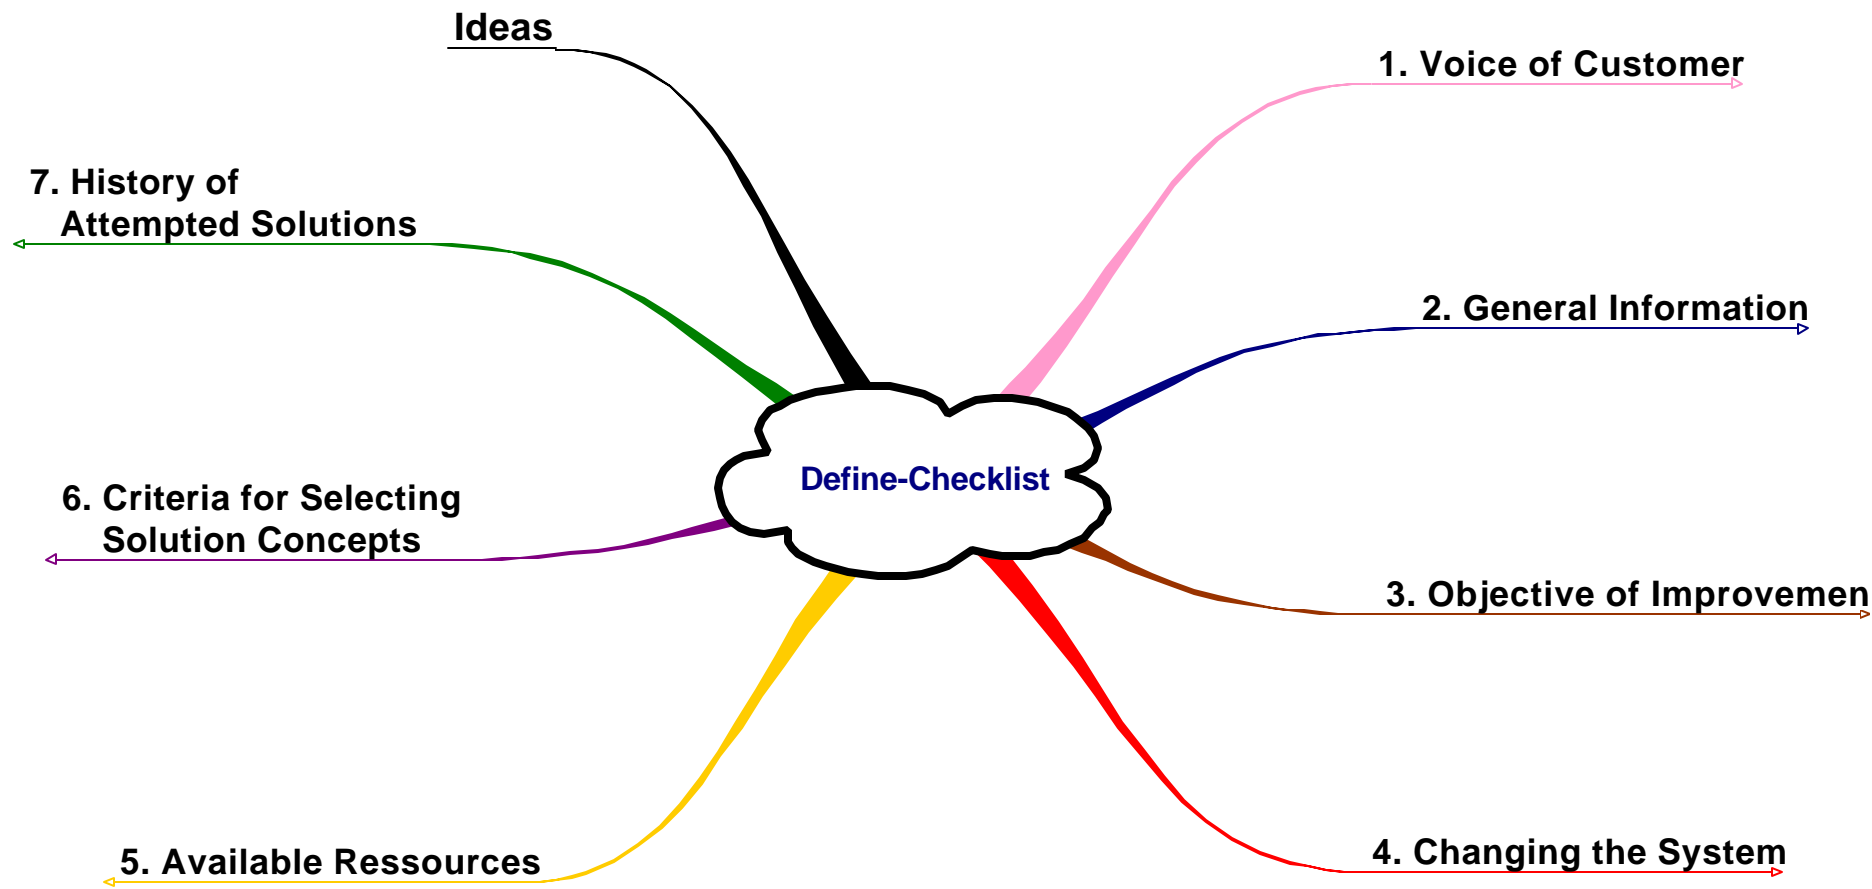 Ideas
1. Voice of Customer
7. History of
Attempted Solutions
2. General Information
Define-Checklist
6. Criteria for Selecting
Solution Concepts
3. Objective of Improvemen
5. Available Ressources
4. Changing the System